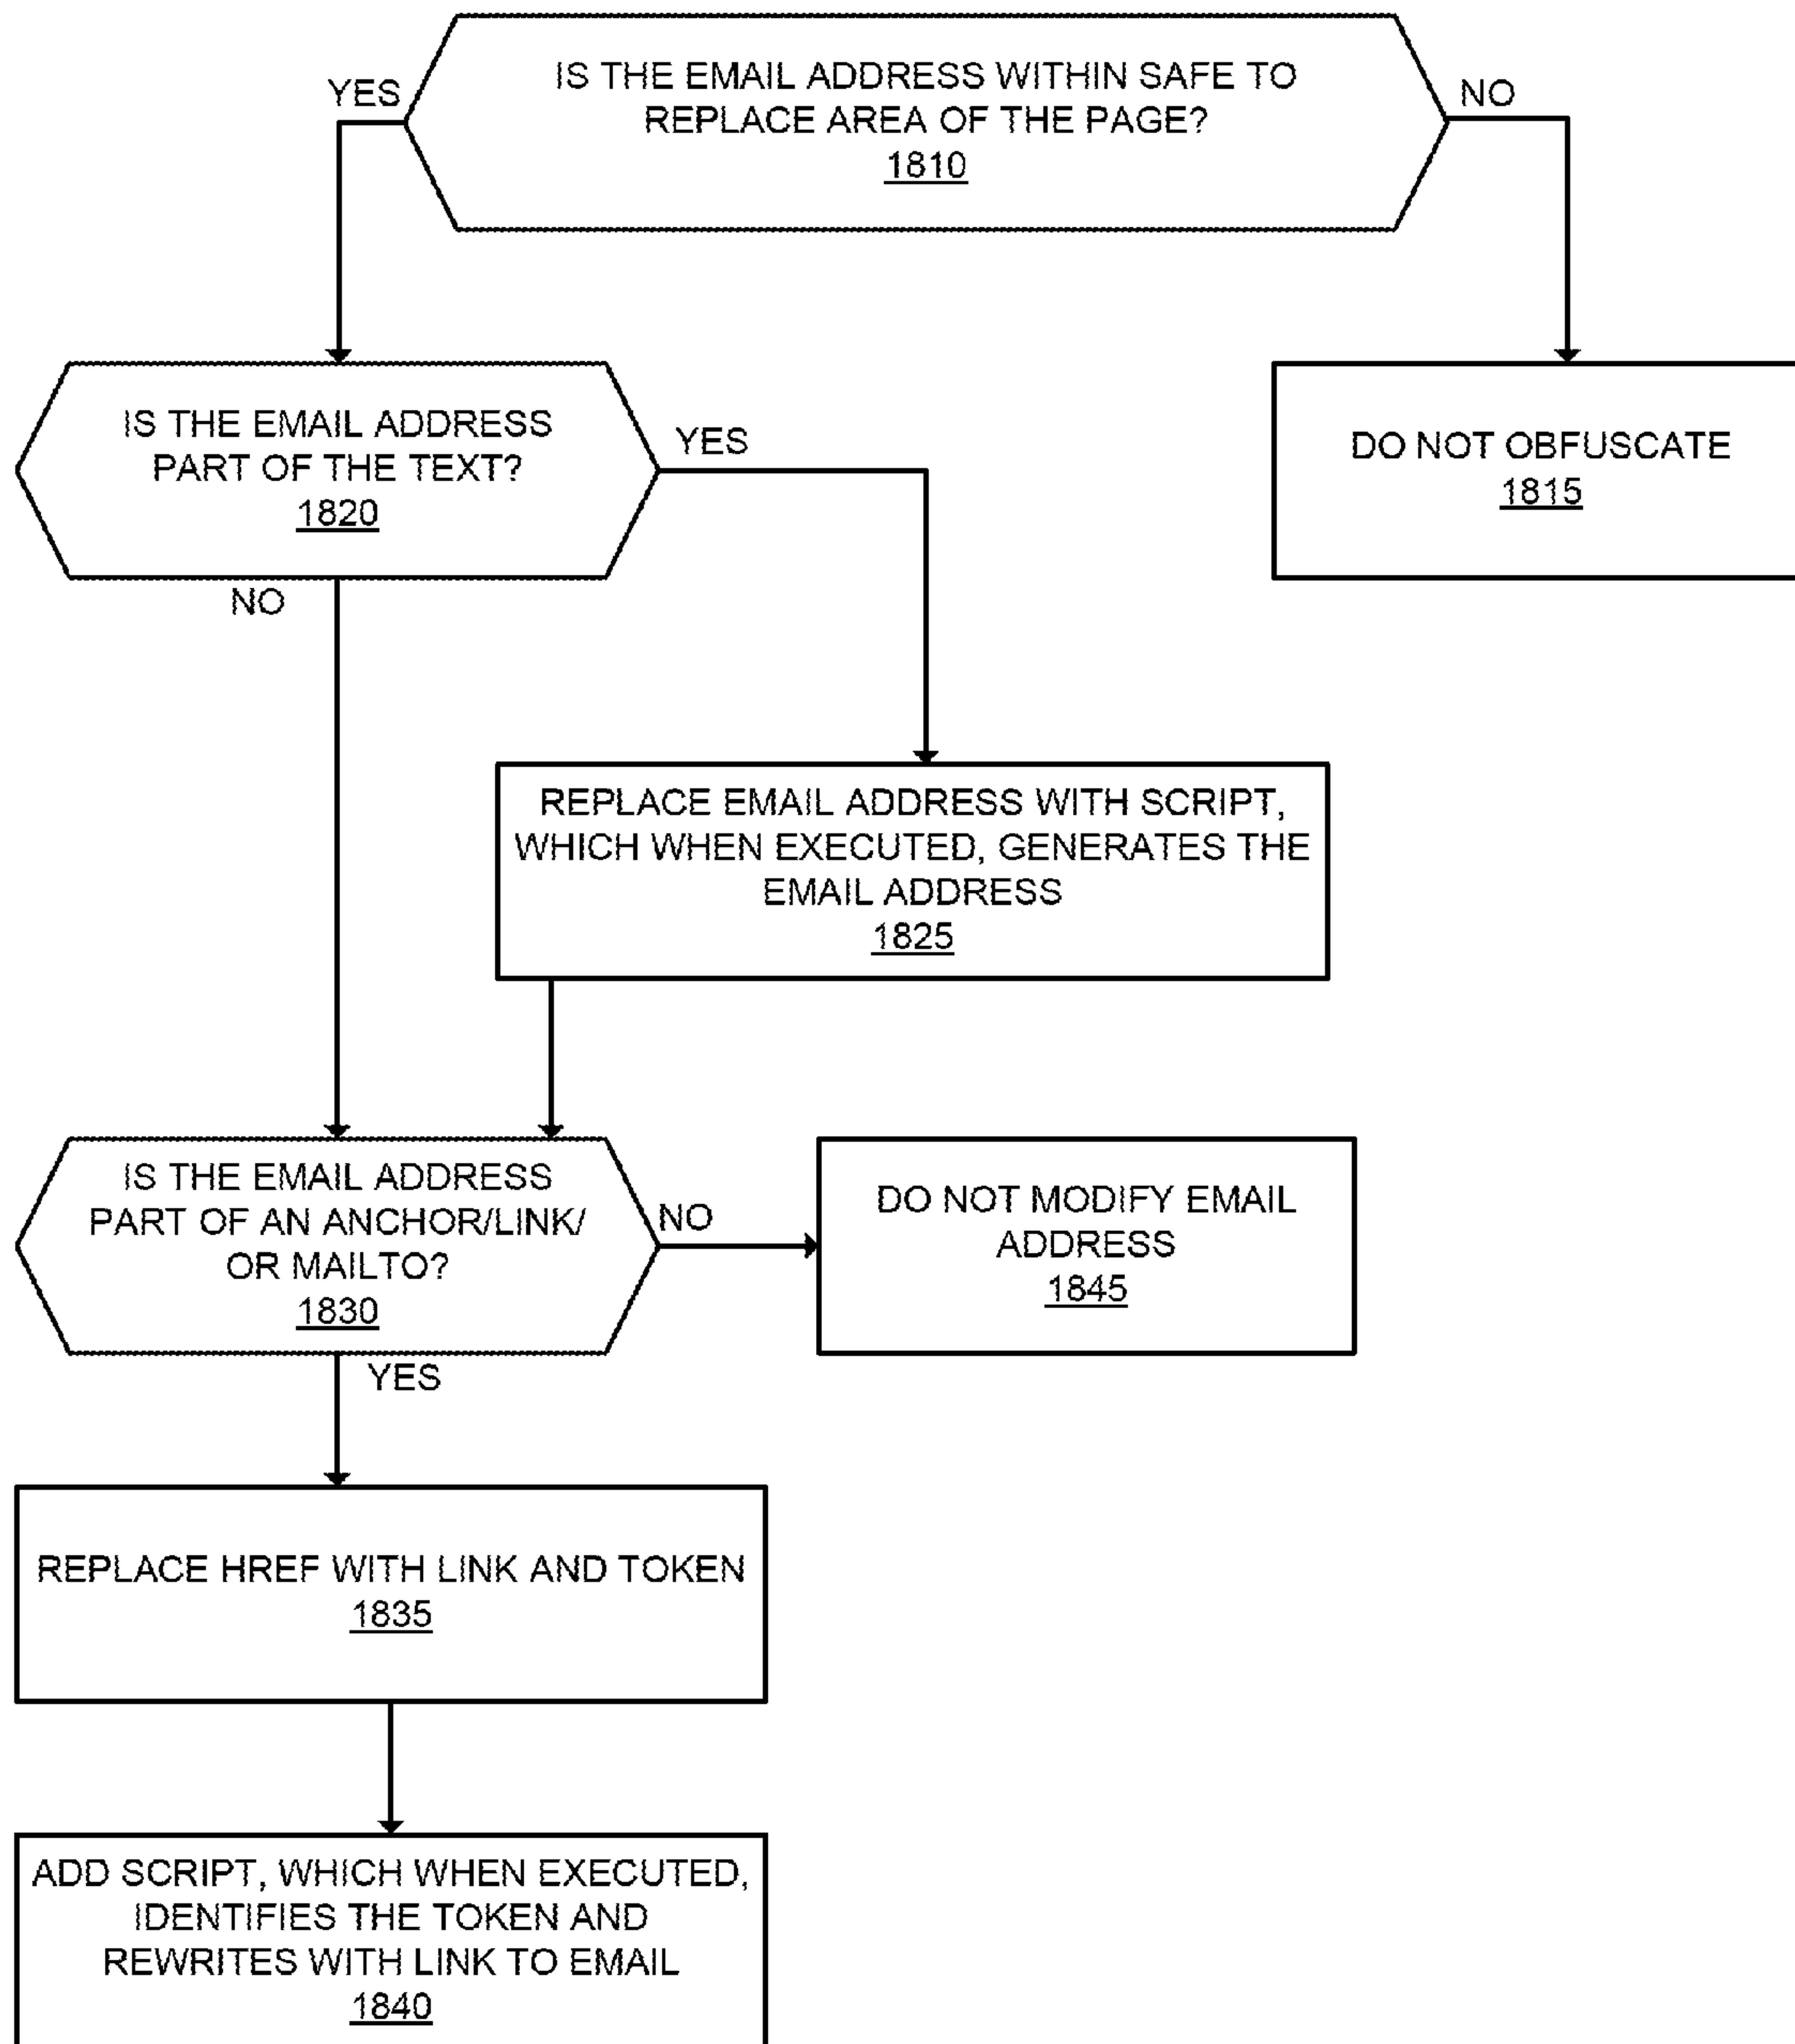 IS THE EMAIL ADDRESS WITHIN SAFE TO
REPLACE AREA OF THE PAGE?
1810
YES
NO
IS THE EMAIL ADDRESS
PART OF THE TEXT?
1820
YES
NO
DO NOT OBFUSCATE
1815
REPLACE EMAIL ADDRESS WITH SCRIPT,
WHICH WHEN EXECUTED, GENERATES THE
EMAIL ADDRESS
1825
IS THE EMAIL ADDRESS
PART OF AN ANCHOR/LINK/
OR MAILTO?
1830
NO
YES
DO NOT MODIFY EMAIL
ADDRESS
1845
REPLACE HREF WITH LINK AND TOKEN
1835
ADD SCRIPT, WHICH WHEN EXECUTED,
IDENTIFIES THE TOKEN AND
REWRITES WITH LINK TO EMAIL
1840